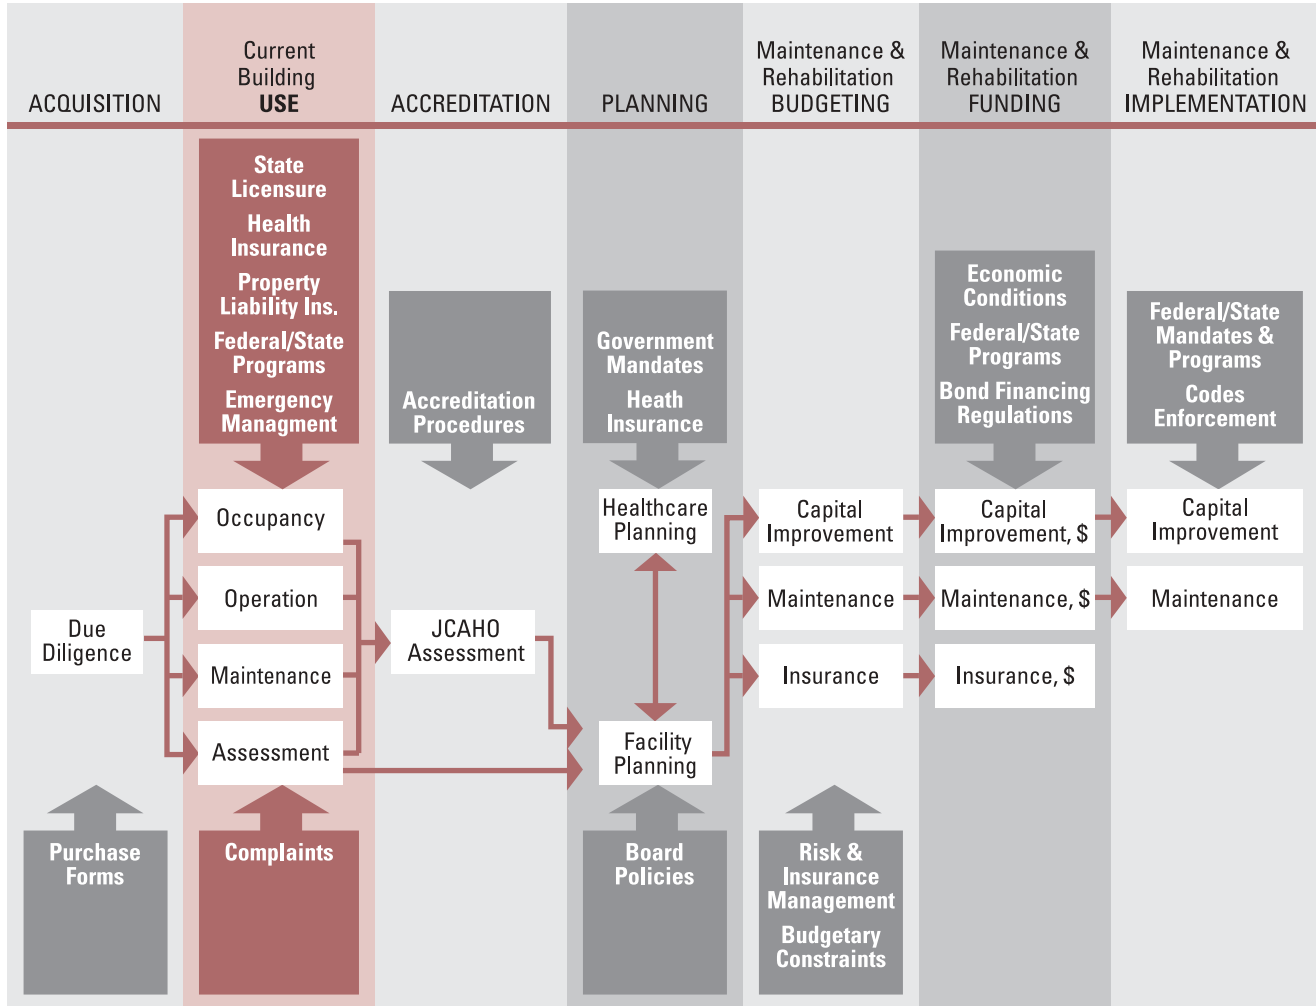 ACQUISITION
Current
Building
USE
ACCREDITATION
PLANNING
Maintenance &
Rehabilitation
BUDGETING
Maintenance &
Rehabilitation
FUNDING
Maintenance &
Rehabilitation
IMPLEMENTATION
State
Licensure
Health
Insurance
Property
Liability Ins.
Federal/State
Programs
Emergency
Managment
Accreditation
Procedures
Government
Mandates
Heath
Insurance
Economic
Conditions
Federal/State
Programs
Bond Financing
Regulations
Federal/State
Mandates &
Programs
Codes
Enforcement
Due
Diligence
Occupancy
Operation
Maintenance
Assessment
JCAHO
Assessment
Healthcare
Planning
Facility
Planning
Capital
Improvement
Maintenance
Insurance
Capital
Improvement, $
Maintenance, $
Insurance, $
Capital
Improvement
Maintenance
Purchase
Forms
Complaints
Board
Policies
Risk &
Insurance
Management
Budgetary
Constraints